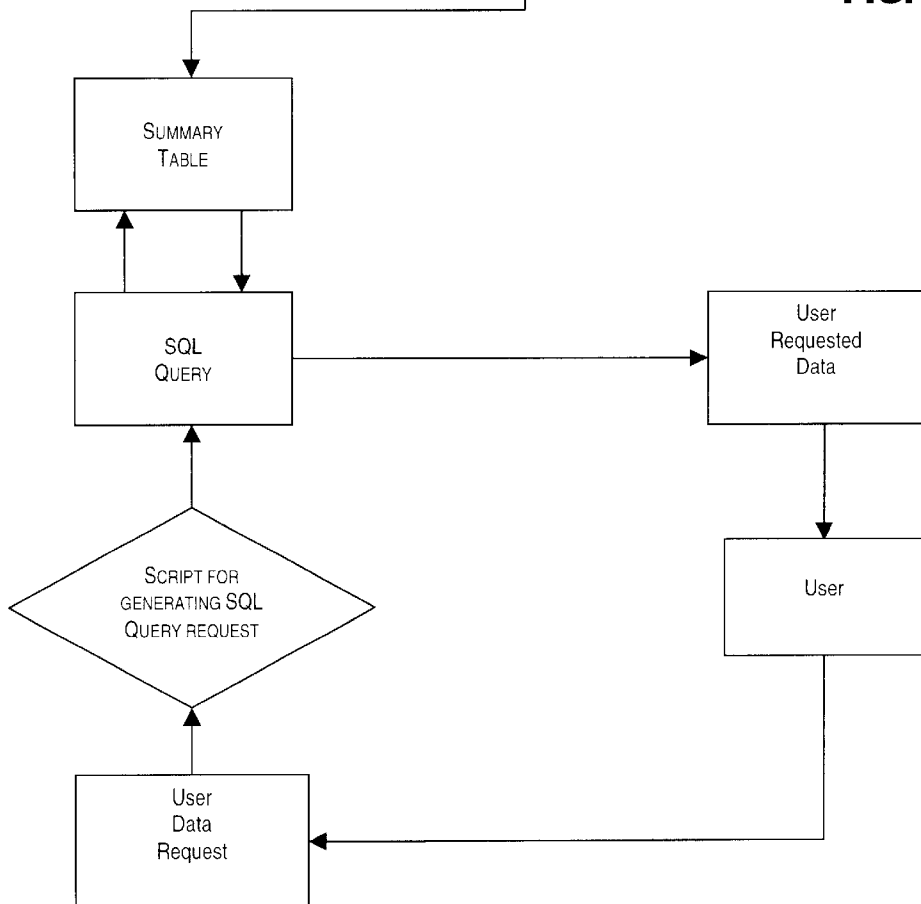 SUMMARY
TABLE
SQL
QUERY
User
Requested
Data
SCRIPT FOR
GENERATING SQL
QUERY REQUEST
User
User
Data
Request